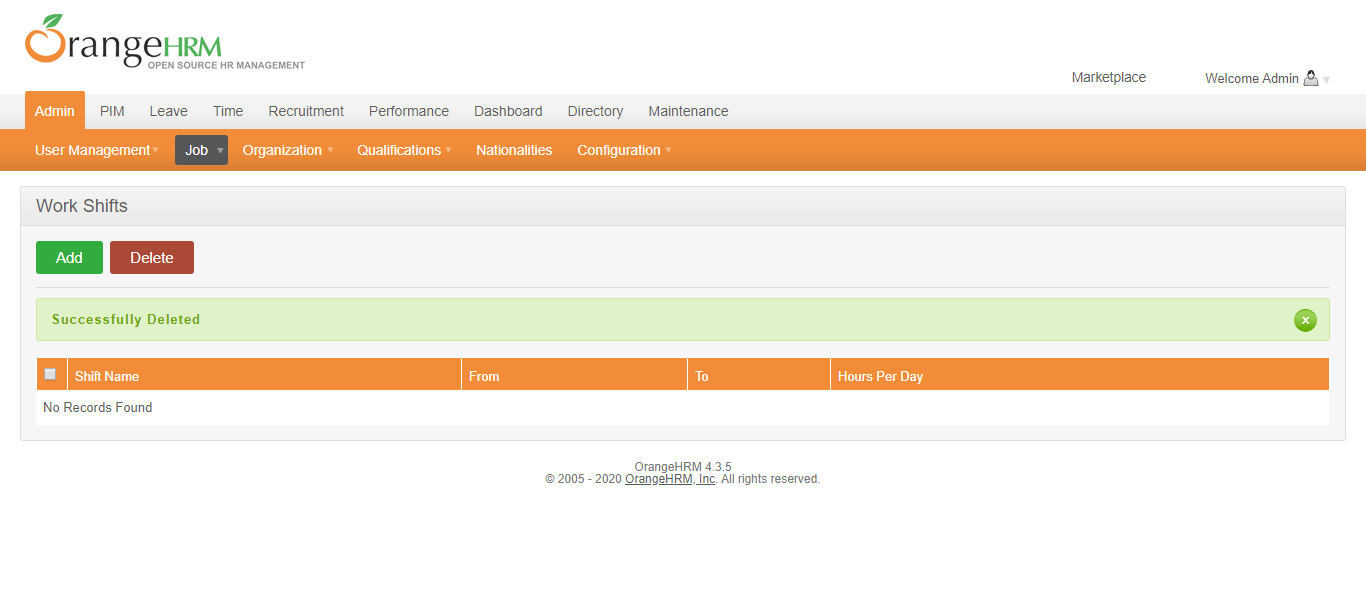 OrangeHRM
OPEN SOURCE HR MANAGEMENT
Marketplace Welcome Admin
Admin PIM Leave Time Recruitment Performance Dashboard Directory Maintenance
User Management Job Organization Qualifications Nationalities Configuration
Work Shifts
Add Delete
Successfully Deleted x
Shift Name From To Hours Per Day
No Records Found
OrangeHRM 4.3.5
© 2005 - 2020 OrangeHRM, Inc. All rights reserved.